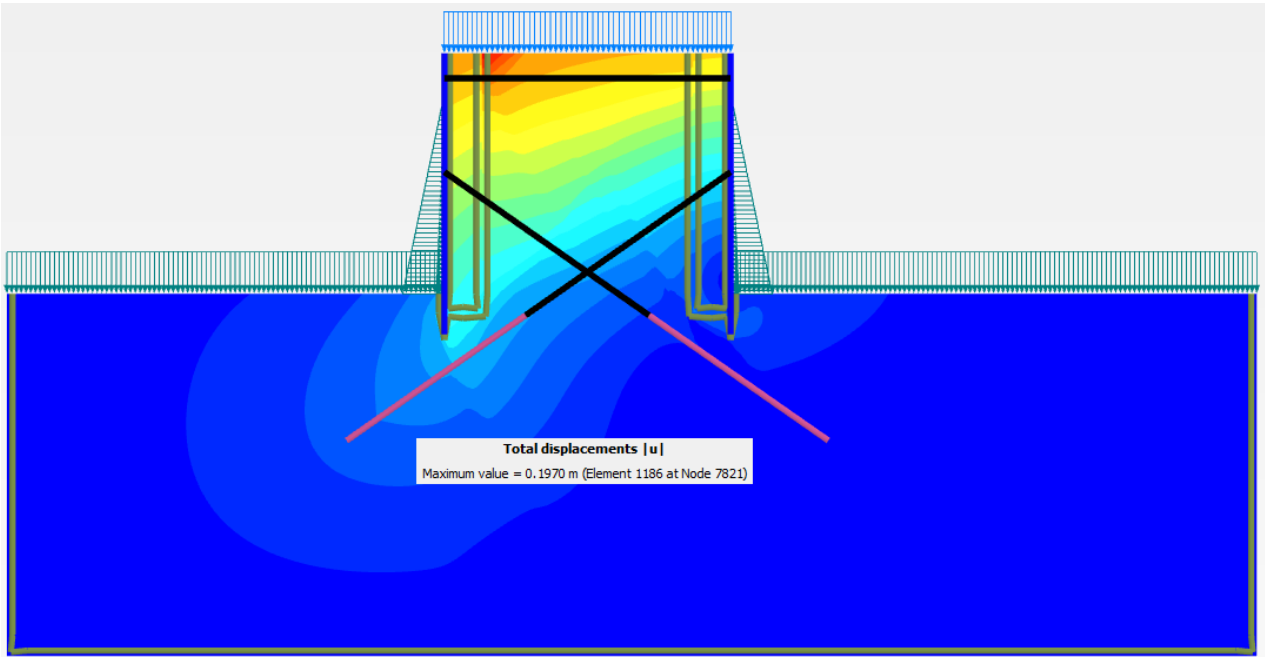 Total displacements |u|
Maximum value = 0.1970 m (Element 1186 at Node 7821)